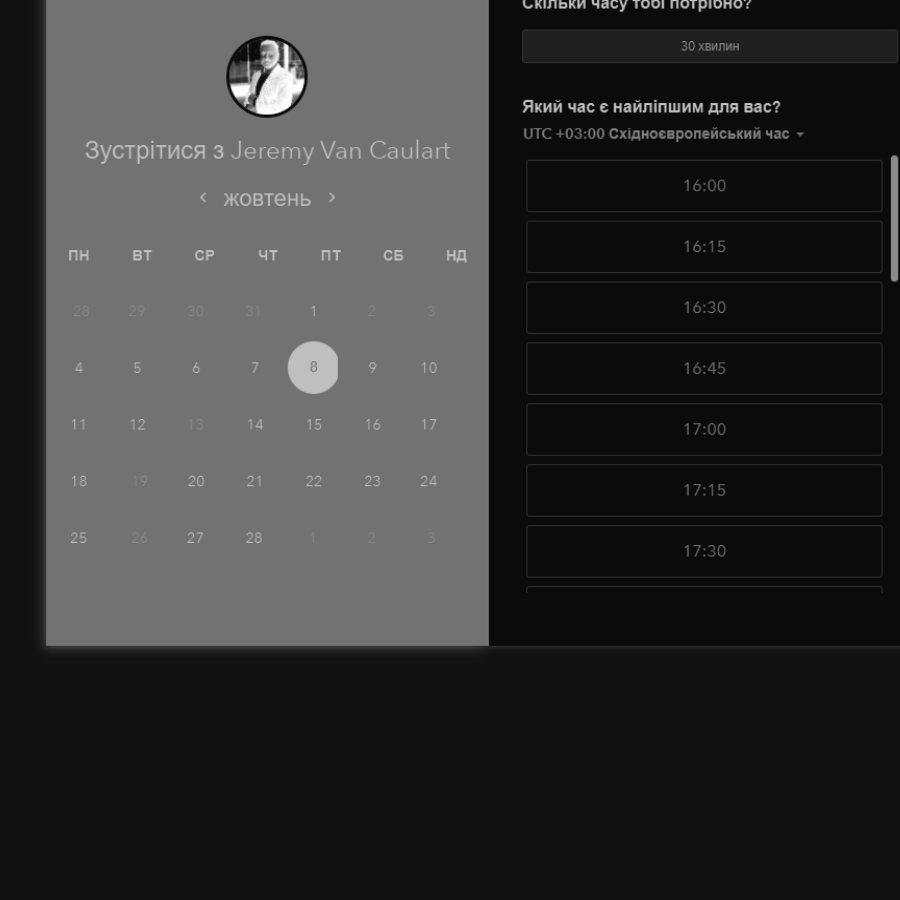 Зустрітися з Jeremy Van Caulart
жовтень
ПН ВТ СР ЧТ ПТ СБ НД
28 29 30 31 1 2 3
4 5 6 7 8 9 10
11 12 13 14 15 16 17
18 19 20 21 22 23 24
25 26 27 28 1 2 3
Скільки часу тобі потрібно?
30 хвилин
Який час є найліпшим для вас?
UTC +03:00 Східноєвропейський час
16:00
16:15
16:30
16:45
17:00
17:15
17:30